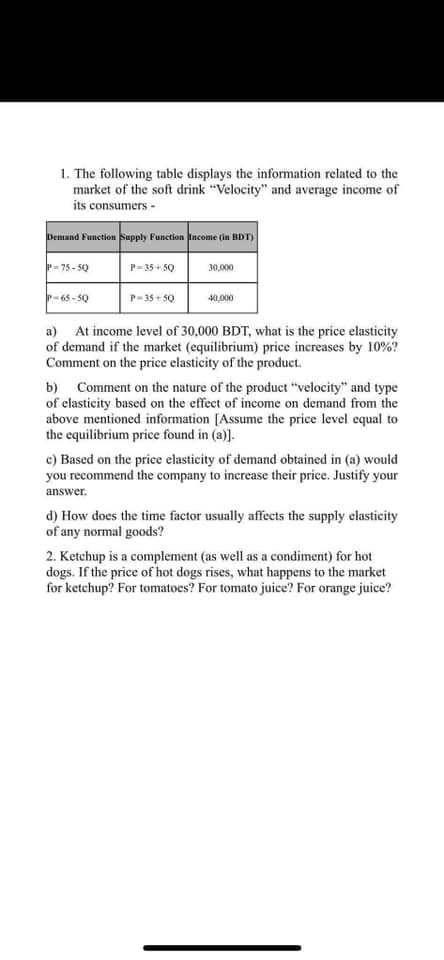 1. The following table displays the information related to the
market of the soft drink “Velocity” and average income of
its consumers -
Demand Function Supply Function Income (in BDT)
P= 75 - 5Q P= 35 + 5Q 30,000
P= 65 - 5Q P= 35 + 5Q 40,000
a) At income level of 30,000 BDT, what is the price elasticity
of demand if the market (equilibrium) price increases by 10%?
Comment on the price elasticity of the product.
b) Comment on the nature of the product “velocity” and type
of elasticity based on the effect of income on demand from the
above mentioned information [Assume the price level equal to
the equilibrium price found in (a)].
c) Based on the price elasticity of demand obtained in (a) would
you recommend the company to increase their price. Justify your
answer.
d) How does the time factor usually affects the supply elasticity
of any normal goods?
2. Ketchup is a complement (as well as a condiment) for hot
dogs. If the price of hot dogs rises, what happens to the market
for ketchup? For tomatoes? For tomato juice? For orange juice?